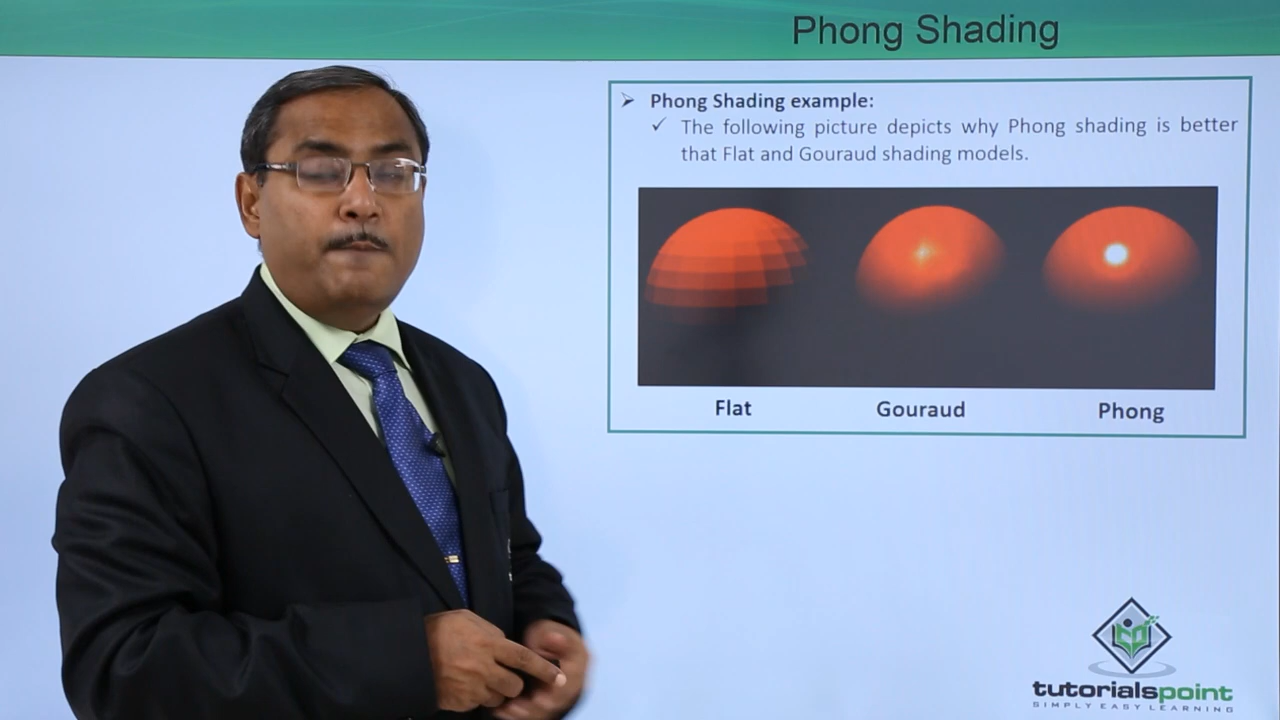 Phong Shading
➢ Phong Shading example:
✓ The following picture depicts why Phong shading is better
that Flat and Gouraud shading models.
Flat
Gouraud
Phong
tutorialspoint
SIMPLY EASY LEARNING